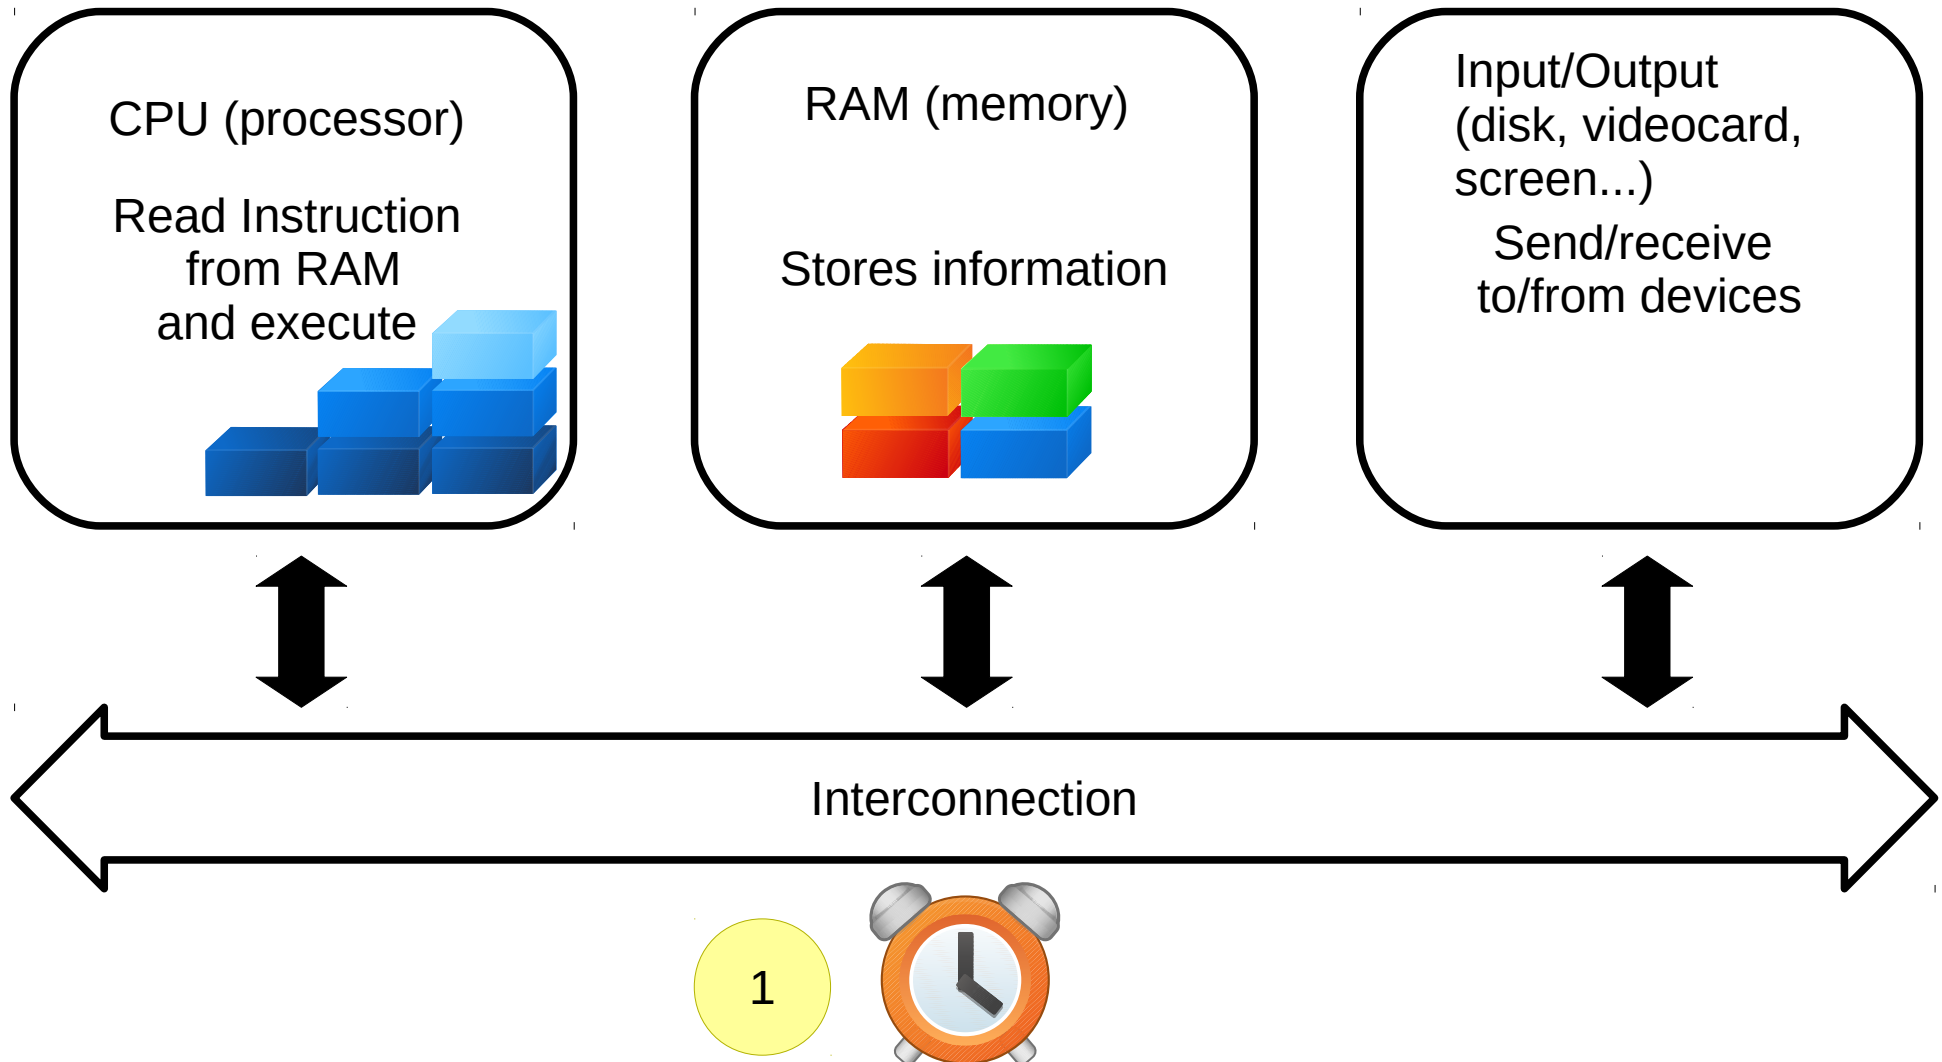 CPU (processor)
Read Instruction
from RAM
and execute
RAM (memory)
Stores information
Input/Output
(disk, videocard,
screen...)
Send/receive
to/from devices
Interconnection
1